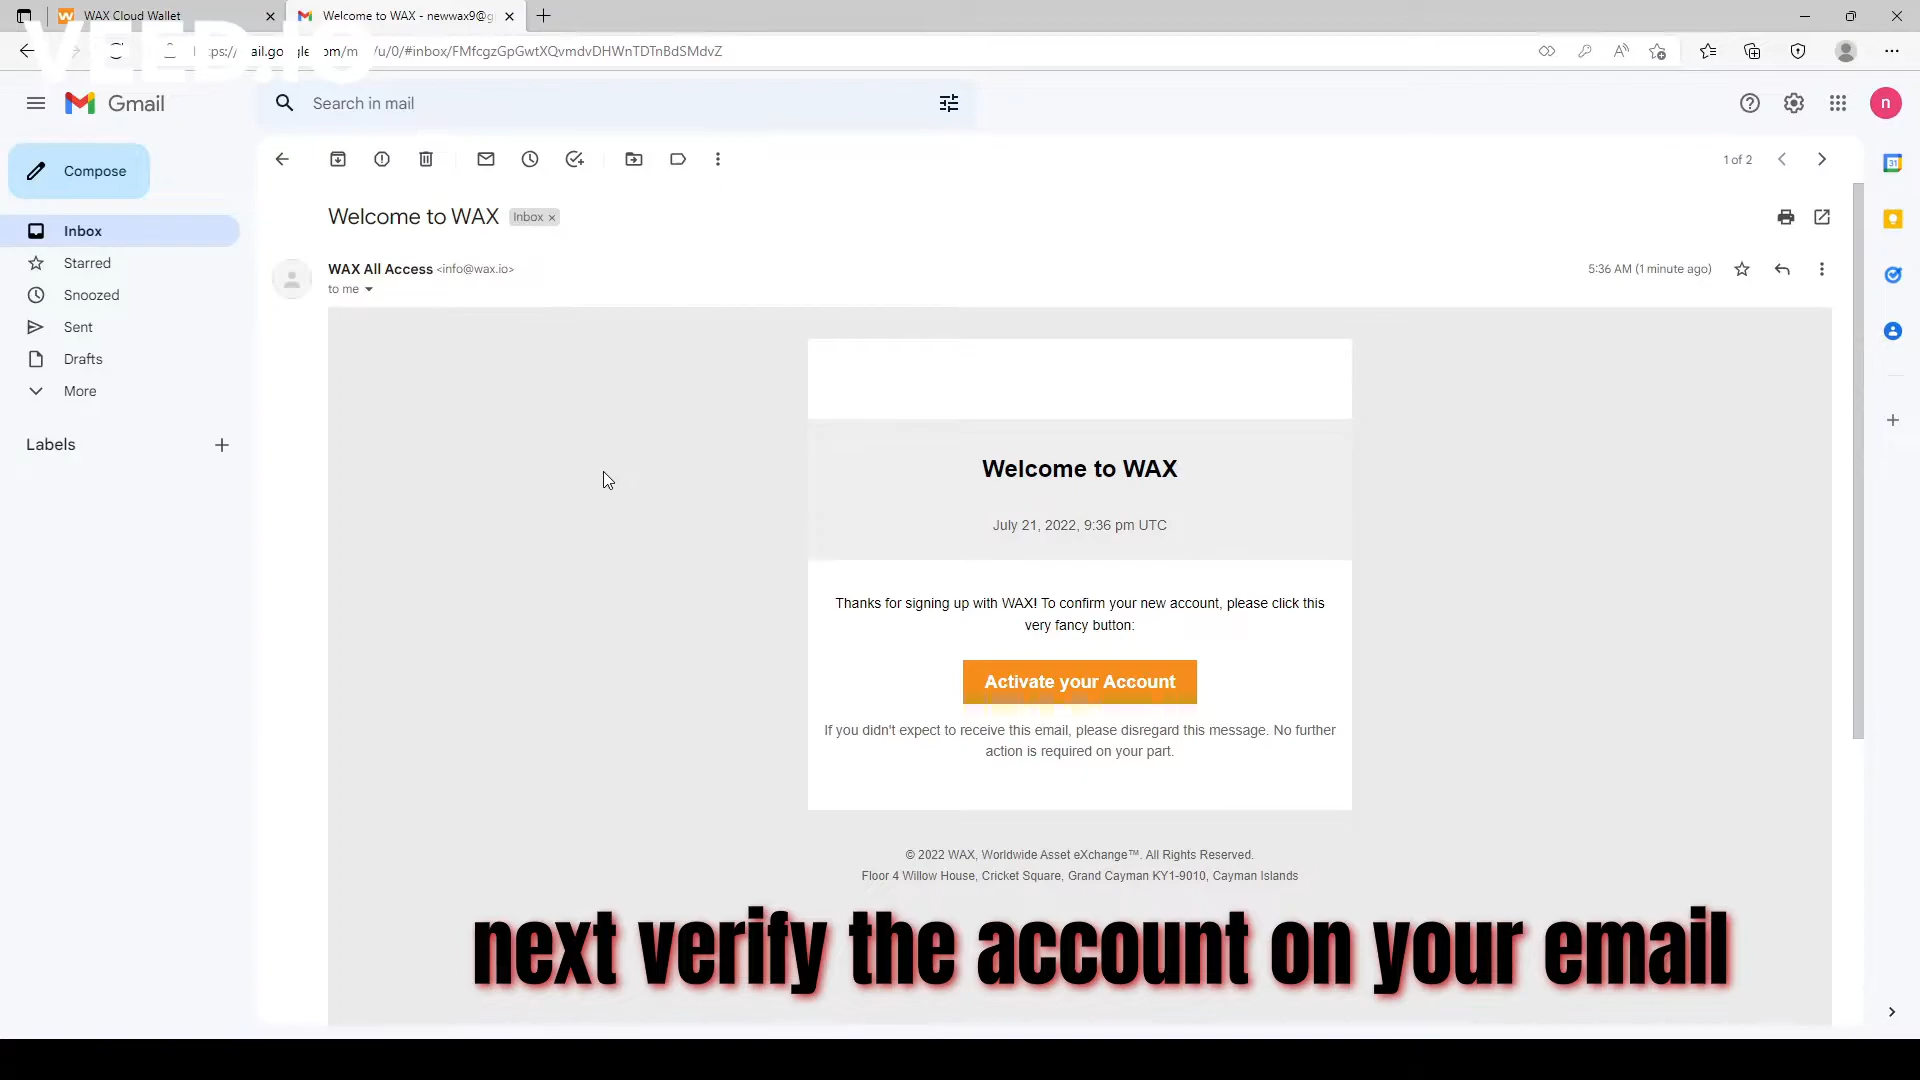 WAX Cloud Wallet
Welcome to WAX - newwax9@g
VEED.IO
/u/0/#inbox/FMfcgzGpGwtXQvmdvDHWnTDTnBdSMdvZ
Gmail
Search in mail
n
Compose
1 of 2
31
Welcome to WAX
Inbox x
Inbox
Starred
Snoozed
Sent
Drafts
More
Labels
WAX All Access <info@wax.io>
5:36 AM (1 minute ago)
to me
Welcome to WAX
July 21, 2022, 9:36 pm UTC
Thanks for signing up with WAX! To confirm your new account, please click this
very fancy button:
Activate your Account
If you didn't expect to receive this email, please disregard this message. No further
action is required on your part.
© 2022 WAX, Worldwide Asset eXchange™. All Rights Reserved.
Floor 4 Willow House, Cricket Square, Grand Cayman KY1-9010, Cayman Islands
next verify the account on your email